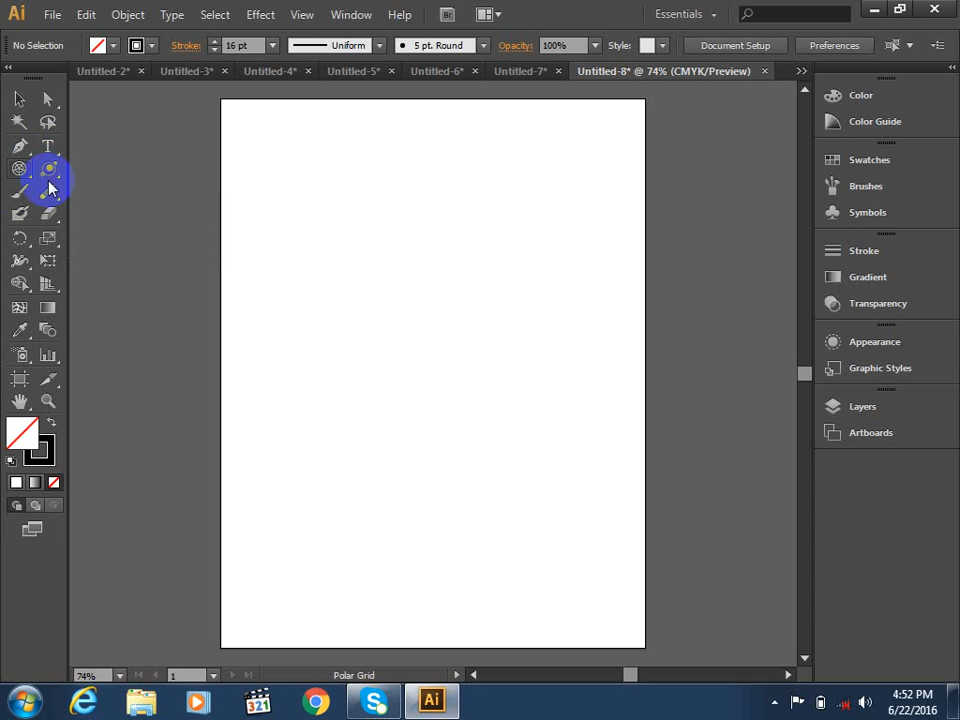 Ai File Edit Object Type Select Effect View Window Help Br Essentials
No Selection Stroke: 16 pt Uniform 5 pt. Round Opacity: 100% Style: Document Setup Preferences
Untitled-2* × Untitled-3* × Untitled-4* × Untitled-5* × Untitled-6* × Untitled-7* × Untitled-8* @ 74% (CMYK/Preview) ×
Color
Color Guide
Swatches
Brushes
Symbols
Stroke
Gradient
Transparency
Appearance
Graphic Styles
Layers
Artboards
T
74% 1 Polar Grid
321 Ai 4:52 PM
6/22/2016